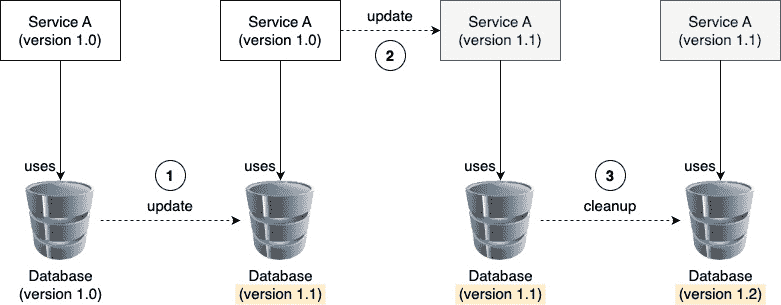 Service A
(version 1.0)
Service A
(version 1.0)
update
2
Service A
(version 1.1)
Service A
(version 1.1)
uses
1
update
uses
uses
3
cleanup
uses
Database
(version 1.0)
Database
(version 1.1)
Database
(version 1.1)
Database
(version 1.2)